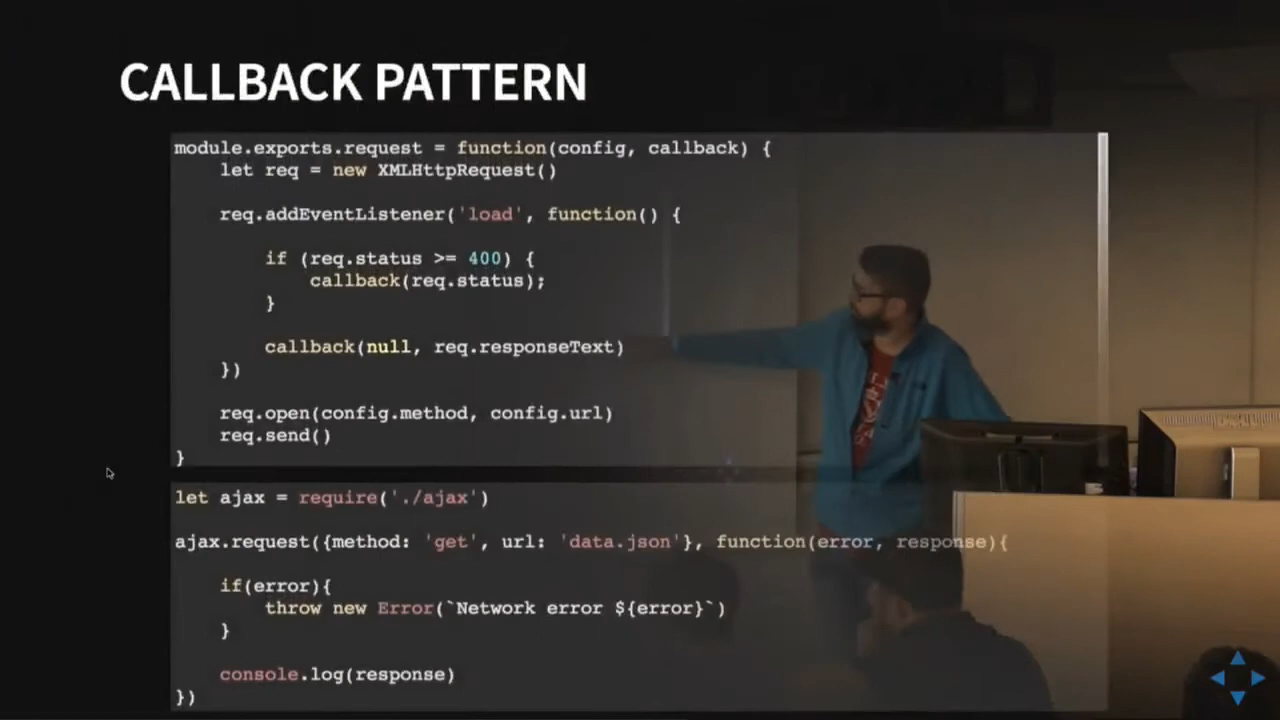 CALLBACK PATTERN
module.exports.request = function(config, callback) {
let req = new XMLHttpRequest()
req.addEventListener('load', function() {
if (req.status >= 400) {
callback(req.status);
}
callback(null, req.responseText)
})
req.open(config.method, config.url)
req.send()
}
let ajax = require('./ajax')
ajax.request({method: 'get', url: 'data.json'}, function(error, response){
if(error){
throw new Error(`Network error ${error}`)
}
console.log(response)
})